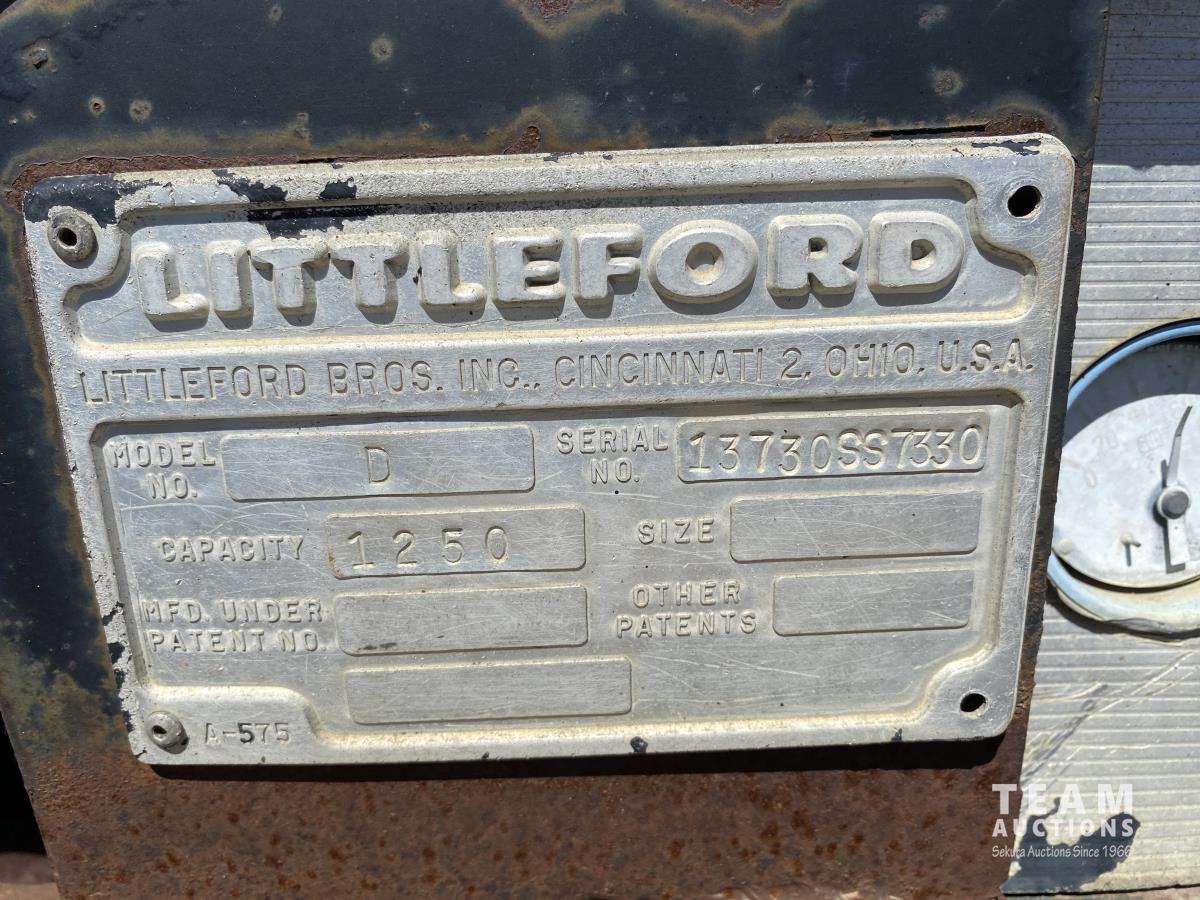 LITTLEFORD
LITTLEFORD BROS. INC., CINCINNATI 2, OHIO, U.S.A.
MODEL NO. D SERIAL NO. 13730SS7330
CAPACITY 1250 SIZE
MFD. UNDER PATENT NO. OTHER PATENTS
A-575
20
TEAM
AUCTIONS
Sekura Auctions Since 1966